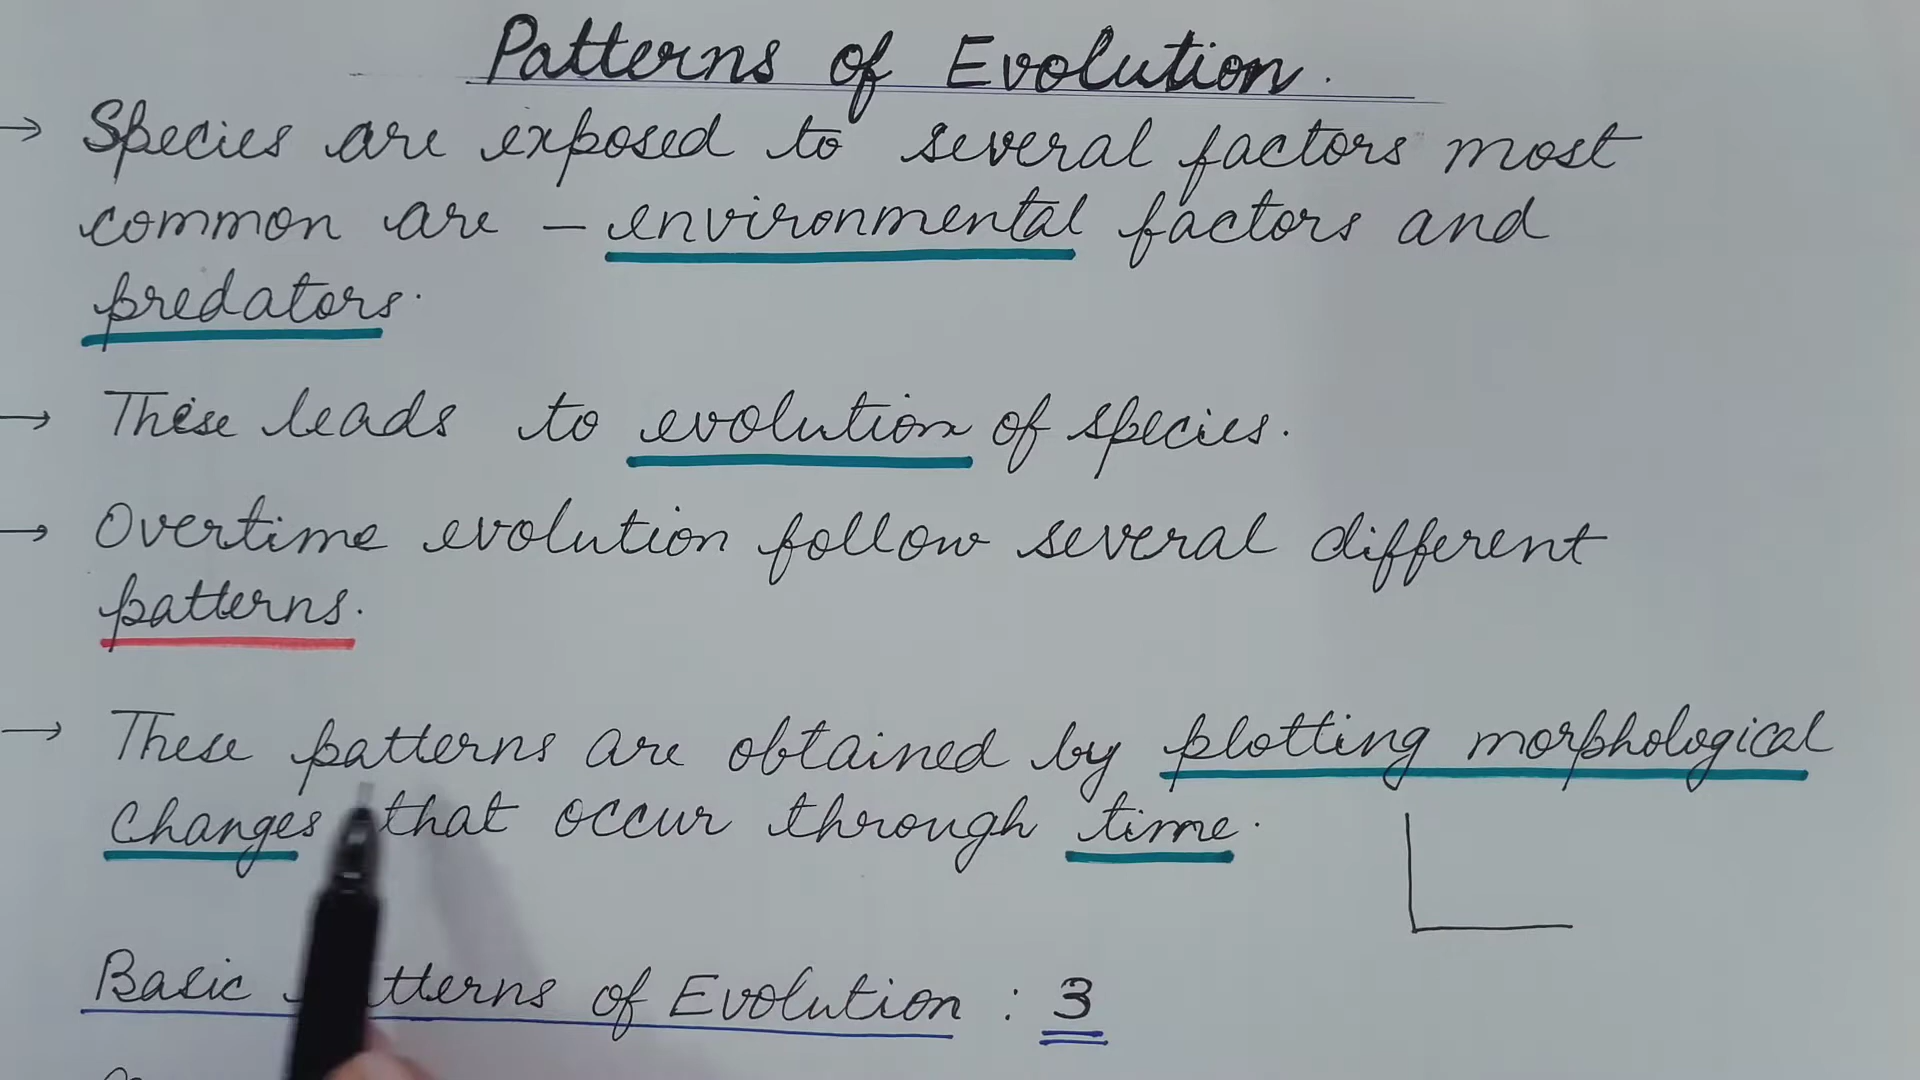 Patterns of Evolution.
→ Species are exposed to several factors most
common are – environmental factors and
predators.
→ These leads to evolution of species.
→ Overtime evolution follow several different
patterns.
→ These patterns are obtained by plotting morphological
changes that occur through time.
Basic of Evolution : 3